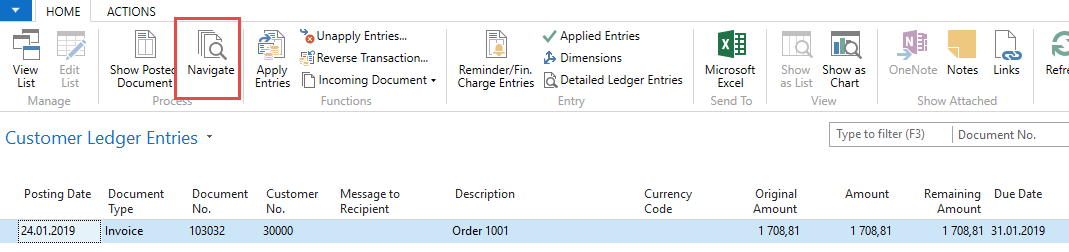 HOME ACTIONS
View List
Edit List
Manage
Show Posted Document
Navigate
Process
Apply Entries
Unapply Entries...
Reverse Transaction...
Incoming Document
Functions
Reminder/Fin. Charge Entries
Applied Entries
Dimensions
Detailed Ledger Entries
Entry
Microsoft Excel
Send To
Show as List
Show as Chart
View
OneNote
Notes
Links
Show Attached
Refre
Customer Ledger Entries
Type to filter (F3) Document No.
Posting Date Document Type Document No. Customer No. Message to Recipient Description Currency Code Original Amount Amount Remaining Amount Due Date
24.01.2019 Invoice 103032 30000 Order 1001 1 708,81 1 708,81 1 708,81 31.01.2019